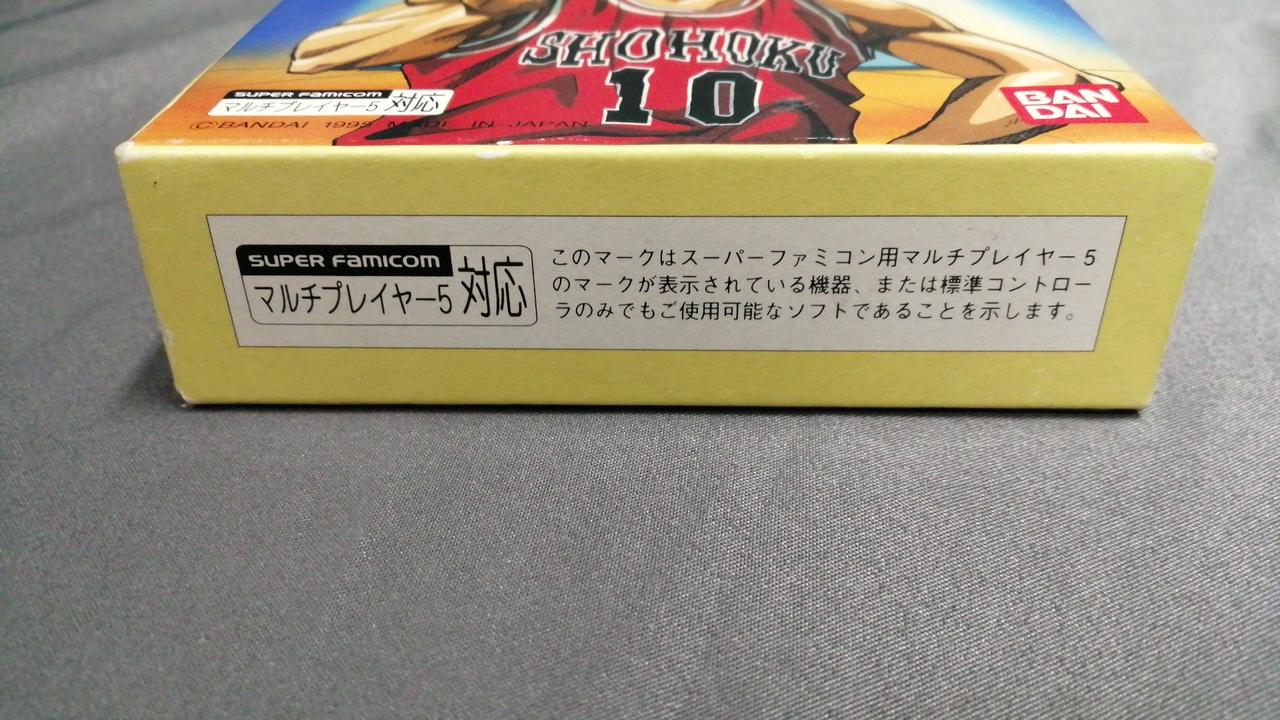 SHOHOKU
10
SUPER FAMICOM
マルチプレイヤー5 対応
BAN
DAI
©BANDAI 1995 MADE IN JAPAN
SUPER FAMICOM
マルチプレイヤー5 対応
このマークはスーパーファミコン用マルチプレイヤー5
のマークが表示されている機器、または標準コントロー
ラのみでもご使用可能なソフトであることを示します。